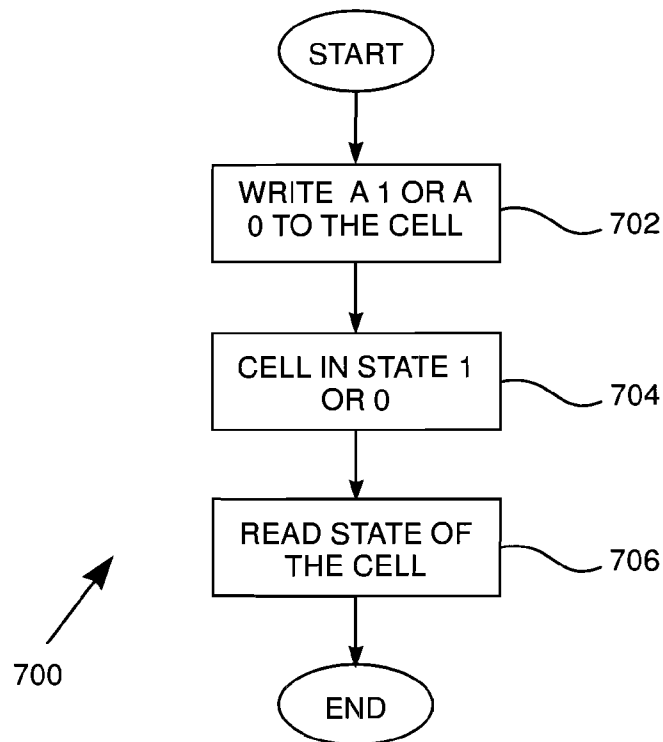 START
WRITE A 1 OR A
0 TO THE CELL
702
CELL IN STATE 1
OR 0
704
READ STATE OF
THE CELL
706
700
END